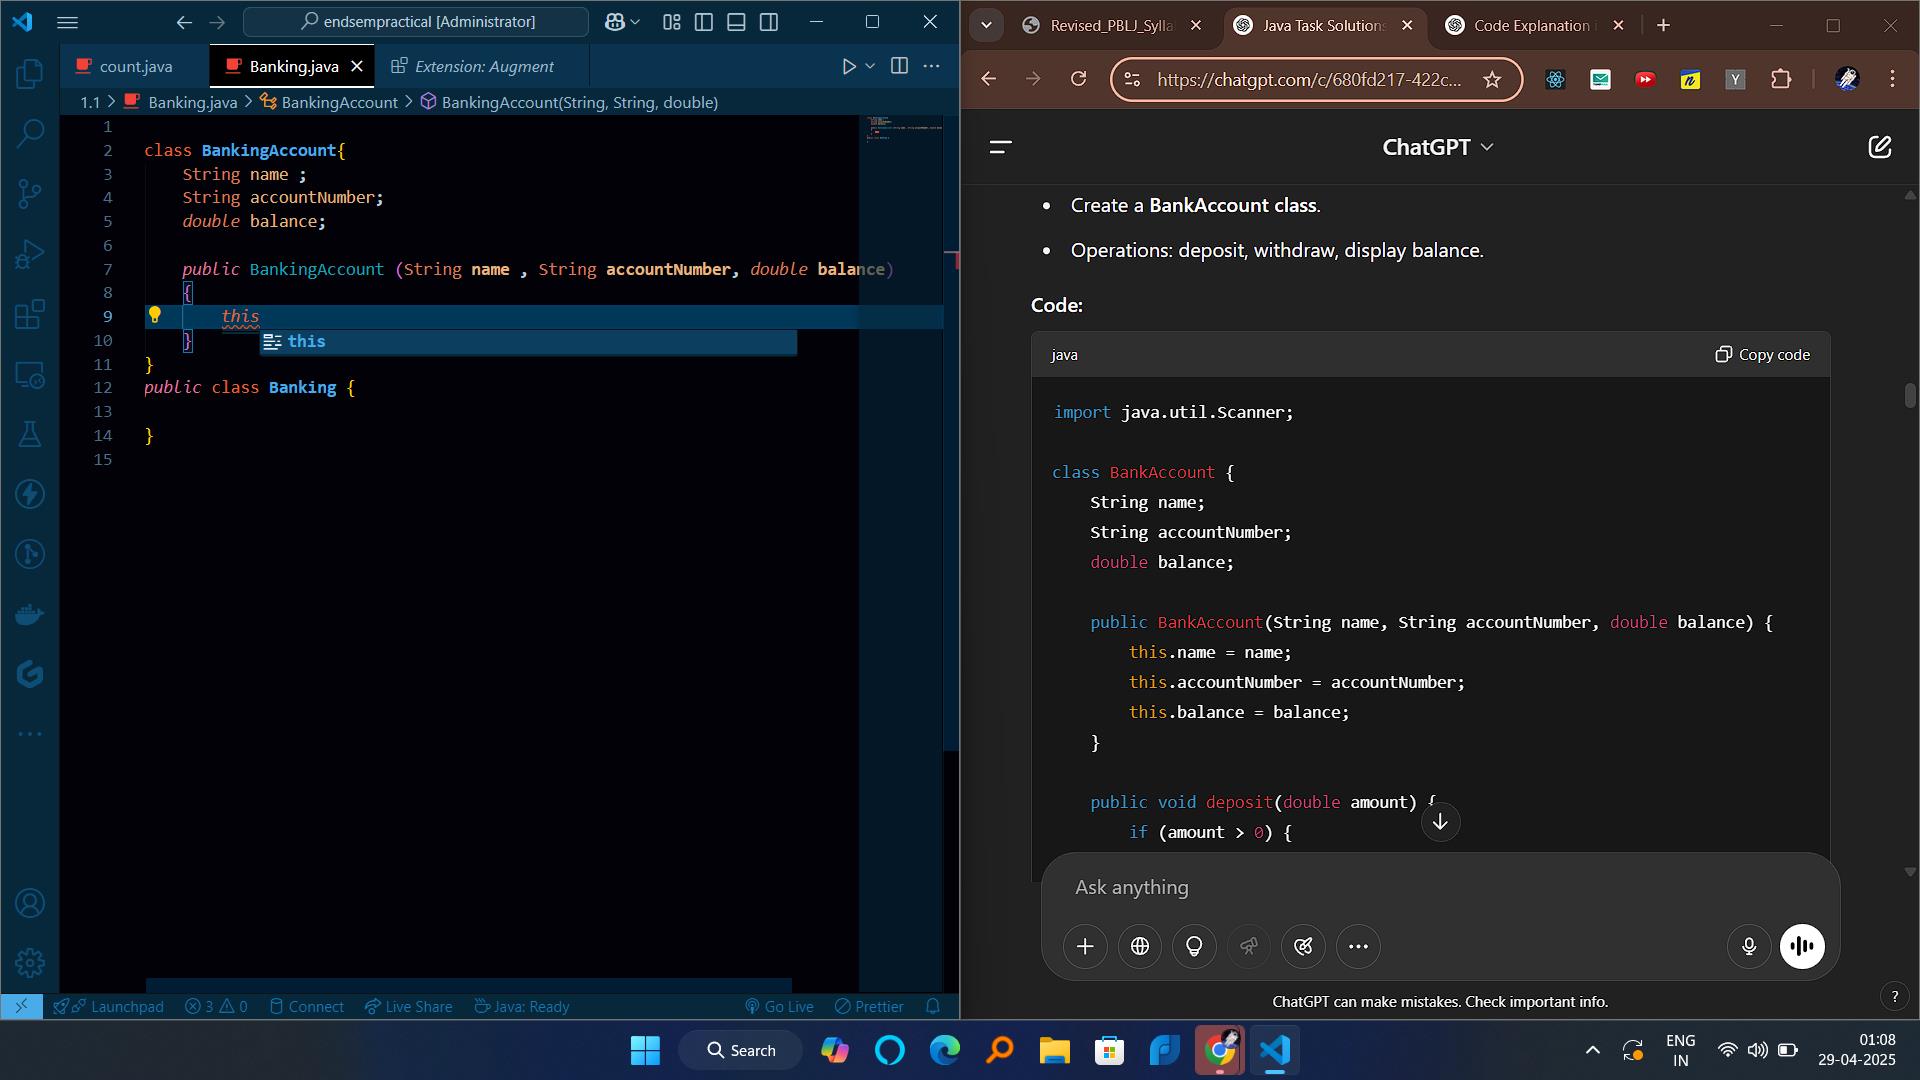 endsempractical [Administrator]
count.java
Banking.java
Extension: Augment
1.1 > Banking.java > BankingAccount > BankingAccount(String, String, double)
1
2 class BankingAccount{
3 String name ;
4 String accountNumber;
5 double balance;
6
7 public BankingAccount (String name , String accountNumber, double balance)
8 {
9 this
this
10 }
11 }
12 public class Banking {
13
14 }
15
Launchpad
3
0
Connect
Live Share
Java: Ready
Go Live
Prettier
Revised_PBLJ_Sylla
Java Task Solutions
Code Explanation
https://chatgpt.com/c/680fd217-422c...
ChatGPT
• Create a BankAccount class.
• Operations: deposit, withdraw, display balance.
Code:
java
Copy code
import java.util.Scanner;
class BankAccount {
String name;
String accountNumber;
double balance;
public BankAccount(String name, String accountNumber, double balance) {
this.name = name;
this.accountNumber = accountNumber;
this.balance = balance;
}
public void deposit(double amount) {
if (amount > 0) {
Ask anything
ChatGPT can make mistakes. Check important info.
?
Search
ENG
IN
01:08
29-04-2025